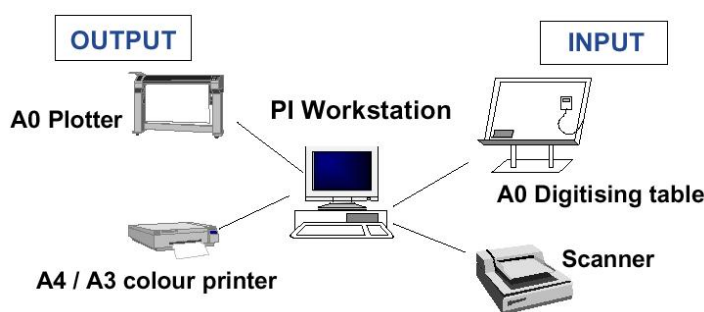 OUTPUT
INPUT
A0 Plotter
PI Workstation
A0 Digitising table
A4 / A3 colour printer
Scanner